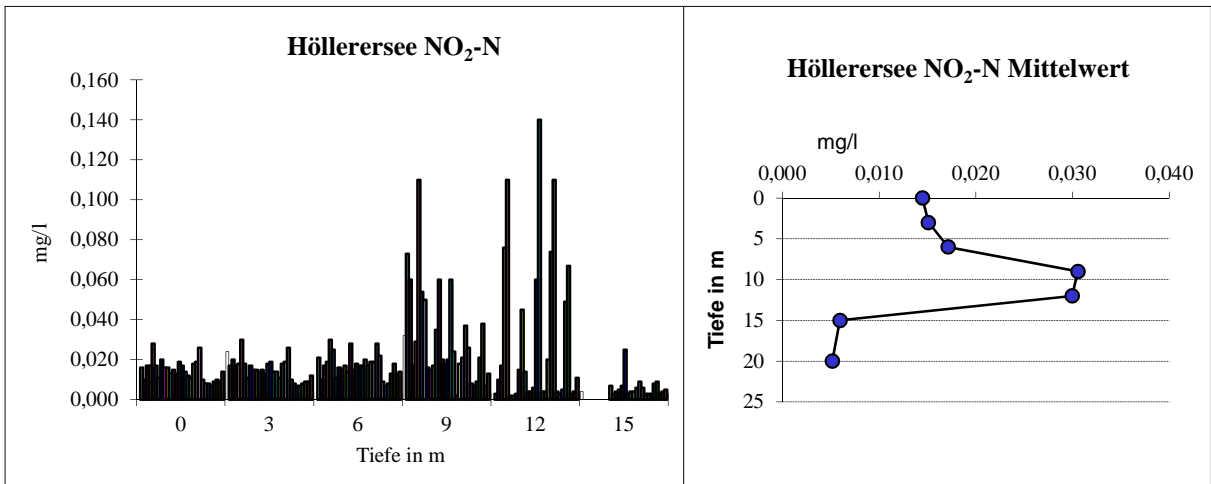 Höllerersee NO₂-N
0,160
0,140
0,120
0,100
0,080
0,060
0,040
0,020
0,000
mg/l
0 3 6 9 12 15
Tiefe in m
Höllerersee NO₂-N Mittelwert
mg/l
0,000 0,010 0,020 0,030 0,040
0
5
10
15
20
25
Tiefe in m